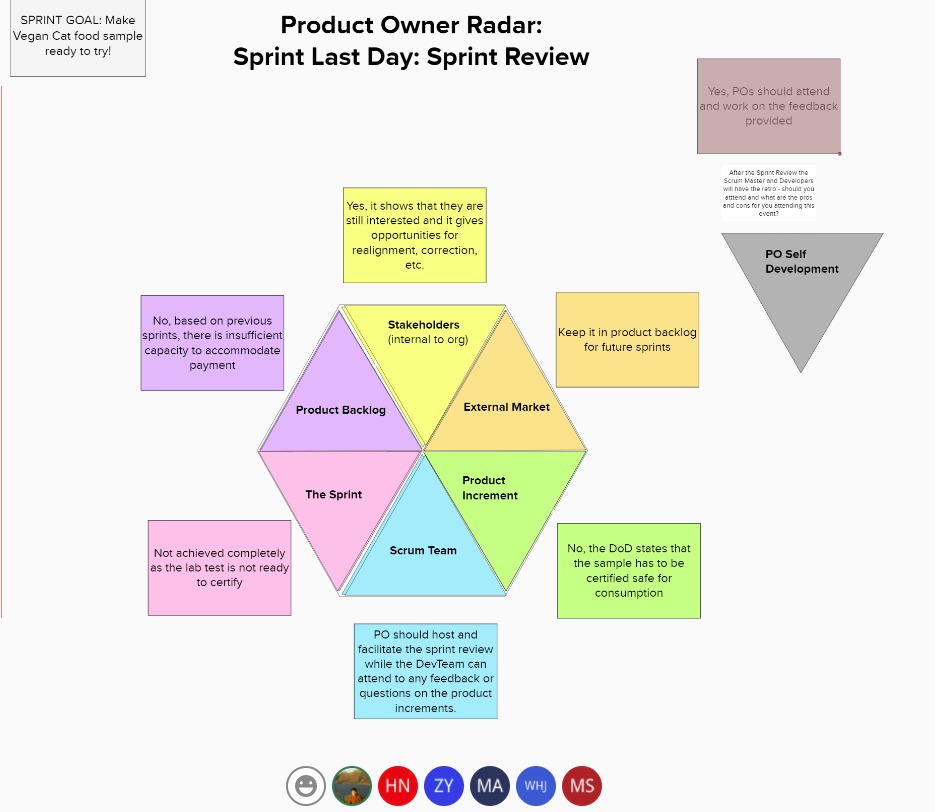 SPRINT GOAL: Make
Vegan Cat food sample
ready to try!
Product Owner Radar:
Sprint Last Day: Sprint Review
Yes, POs should attend
and work on the feedback
provided
After the Sprint Review the
Scrum Master and Developers
will have the retro - should you
atttend and what are the pros
and cons for you attending this
event?
PO Self
Development
Yes, it shows that they are
still interested and it gives
opportunities for
realignment, correction,
etc.
No, based on previous
sprints, there is insufficient
capacity to accommodate
payment
Keep it in product backlog
for future sprints
Stakeholders
(internal to org)
Product Backlog
External Market
The Sprint
Product
Increment
Scrum Team
Not achieved completely
as the lab test is not ready
to certify
No, the DoD states that
the sample has to be
certified safe for
consumption
PO should host and
facilitate the sprint review
while the DevTeam can
attend to any feedback or
questions on the product
increments.
HN
ZY
MA
WHJ
MS